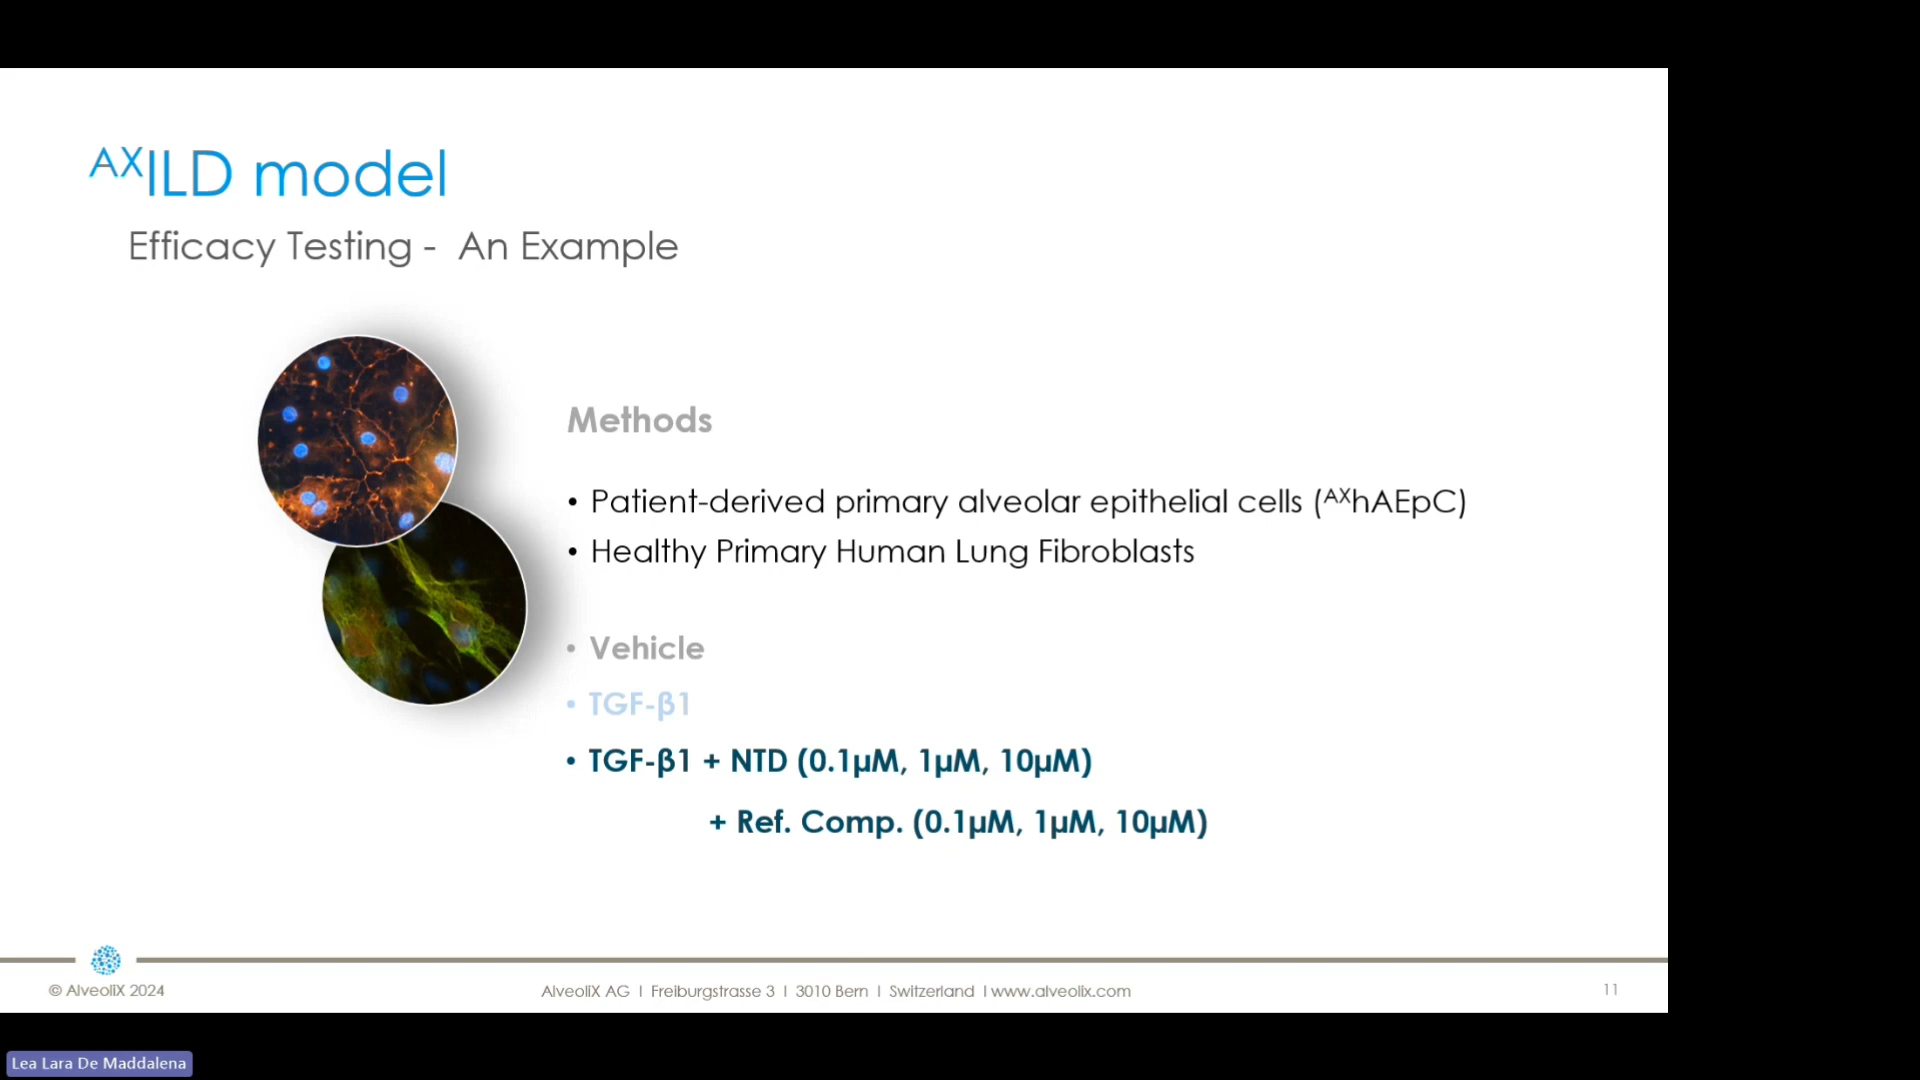 AXILD model
Efficacy Testing - An Example
Methods
• Patient-derived primary alveolar epithelial cells (AXhAEpC)
• Healthy Primary Human Lung Fibroblasts
• Vehicle
• TGF-β1
• TGF-β1 + NTD (0.1µM, 1µM, 10µM)
+ Ref. Comp. (0.1µM, 1µM, 10µM)
© AlveoliX 2024
AlveoliX AG I Freiburgstrasse 3 I 3010 Bern I Switzerland I www.alveolix.com
11
Lea Lara De Maddalena